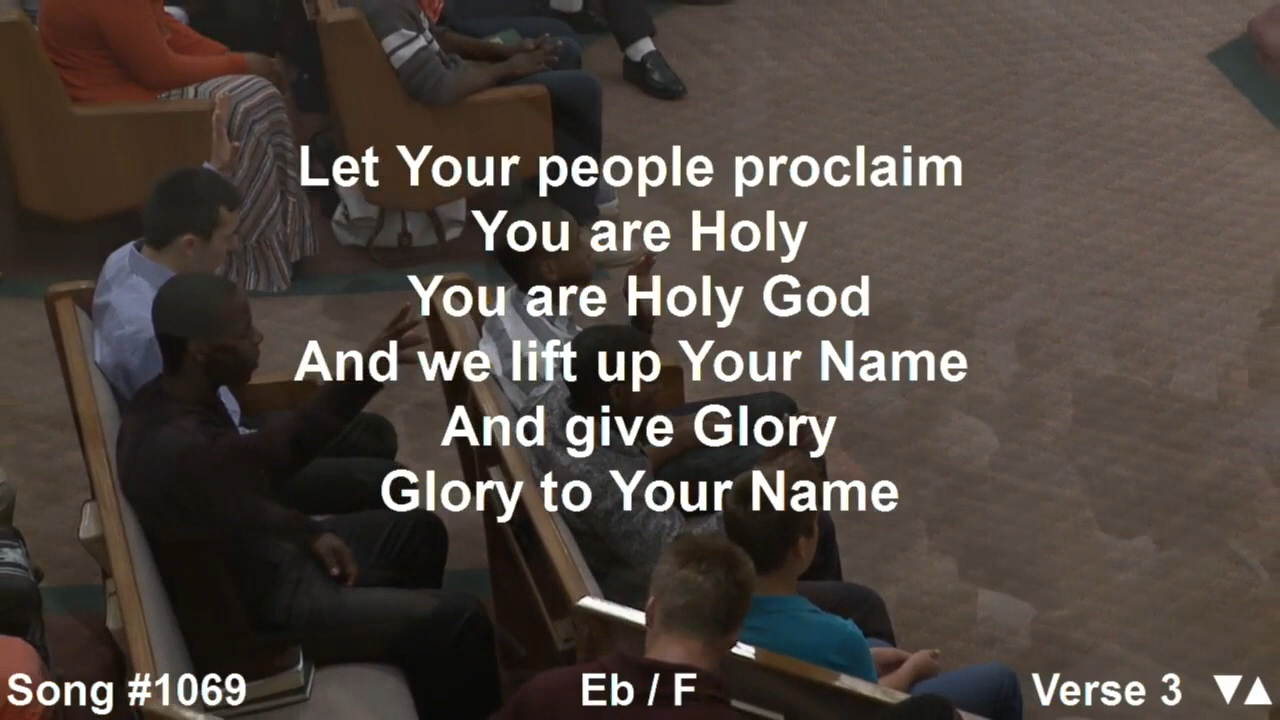 Let Your people proclaim
You are Holy
You are Holy God
And we lift up Your Name
And give Glory
Glory to Your Name
Song #1069 Eb / F Verse 3 ▼▲